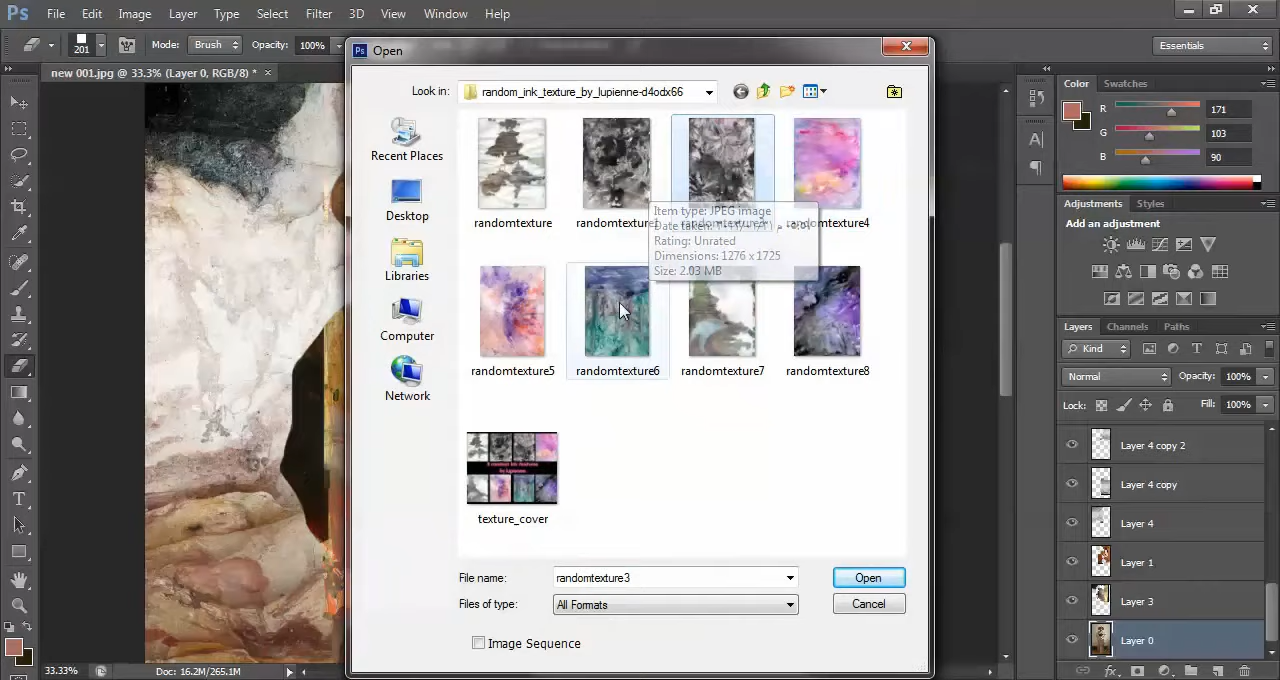 Ps File Edit Image Layer Type Select Filter 3D View Window Help
201 Mode: Brush Opacity: 100% Essentials
new 001.jpg @ 33.3% (Layer 0, RGB/8) * ×
Open
Look in: random_ink_texture_by_lupienne-d4odx66
Recent Places
Desktop
Libraries
Computer
Network
randomtexture randomtexture randomtexture4
Item type: JPEG image
Date taken:
Rating: Unrated
Dimensions: 1276 x 1725
Size: 2.03 MB
randomtexture5 randomtexture6 randomtexture7 randomtexture8
texture_cover
File name: randomtexture3 Open
Files of type: All Formats Cancel
Image Sequence
Color Swatches
R 171
G 103
B 90
Adjustments Styles
Add an adjustment
Layers Channels Paths
Kind
Normal Opacity: 100%
Lock: Fill: 100%
Layer 4 copy 2
Layer 4 copy
Layer 4
Layer 1
Layer 3
Layer 0
33.33% Doc: 16.2M/265.1M